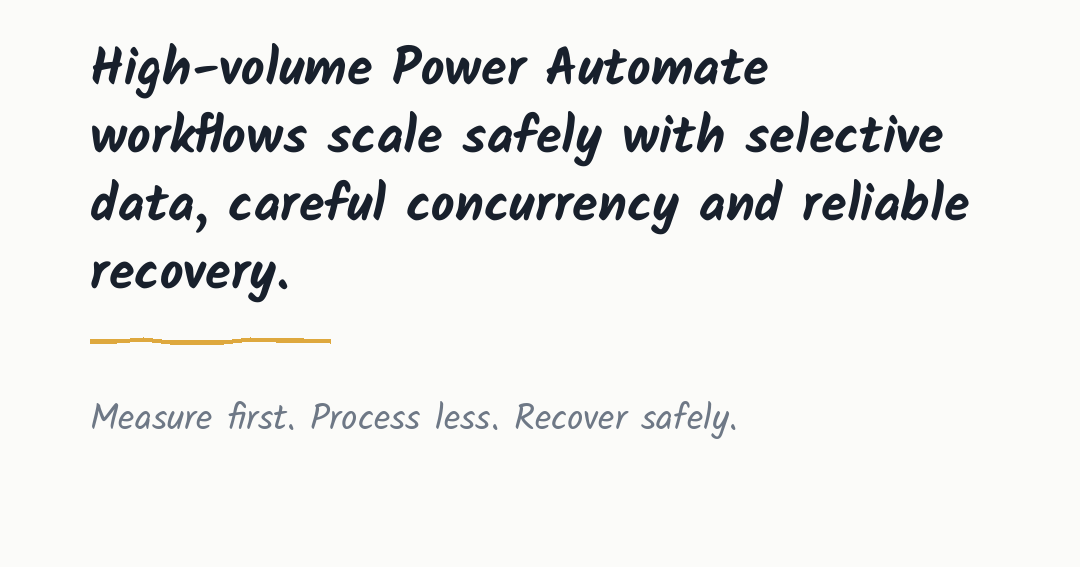 High-volume Power Automate
workflows scale safely with selective
data, careful concurrency and reliable
recovery.
Measure first. Process less. Recover safely.